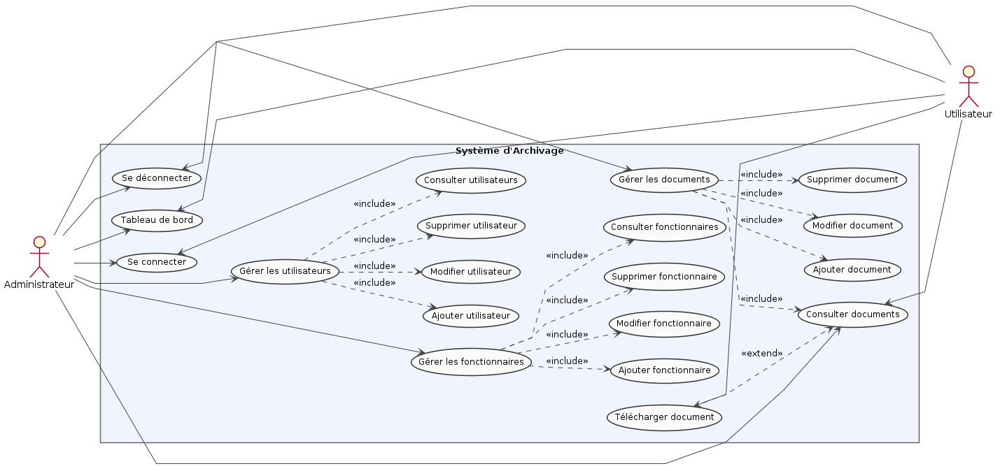 Système d'Archivage
Utilisateur
Administrateur
Se déconnecter
Tableau de bord
Se connecter
Gérer les utilisateurs
«include»
Consulter utilisateurs
«include»
Supprimer utilisateur
«include»
Modifier utilisateur
«include»
Ajouter utilisateur
Gérer les fonctionnaires
«include»
Consulter fonctionnaires
«include»
Supprimer fonctionnaire
«include»
Modifier fonctionnaire
«include»
Ajouter fonctionnaire
Gérer les documents
«include»
Supprimer document
«include»
Modifier document
«include»
Ajouter document
«include»
Consulter documents
«extend»
Télécharger document